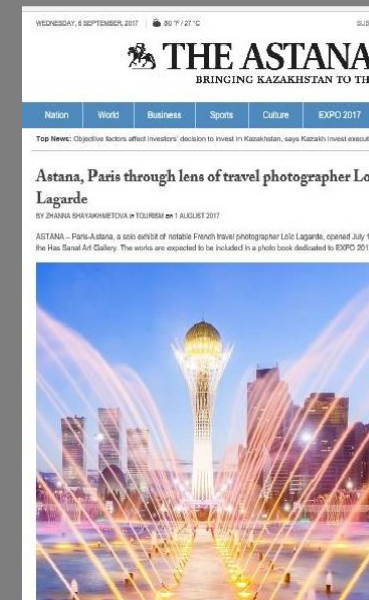 WEDNESDAY, 6 SEPTEMBER, 2017 80 °F / 27 °C SUB
THE ASTANA
BRINGING KAZAKHSTAN TO TH
Nation World Business Sports Culture EXPO 2017
Top News: Objective factors affect investors' decision to invest in Kazakhstan, says Kazakh Invest execut
Astana, Paris through lens of travel photographer Lo
Lagarde
BY ZHANNA SHAYAKHMETOVA in TOURISM on 1 AUGUST 2017
ASTANA – Paris-Astana, a solo exhibit of notable French travel photographer Loïc Lagarde, opened July 1
the Has Sanat Art Gallery. The works are expected to be included in a photo book dedicated to EXPO 201